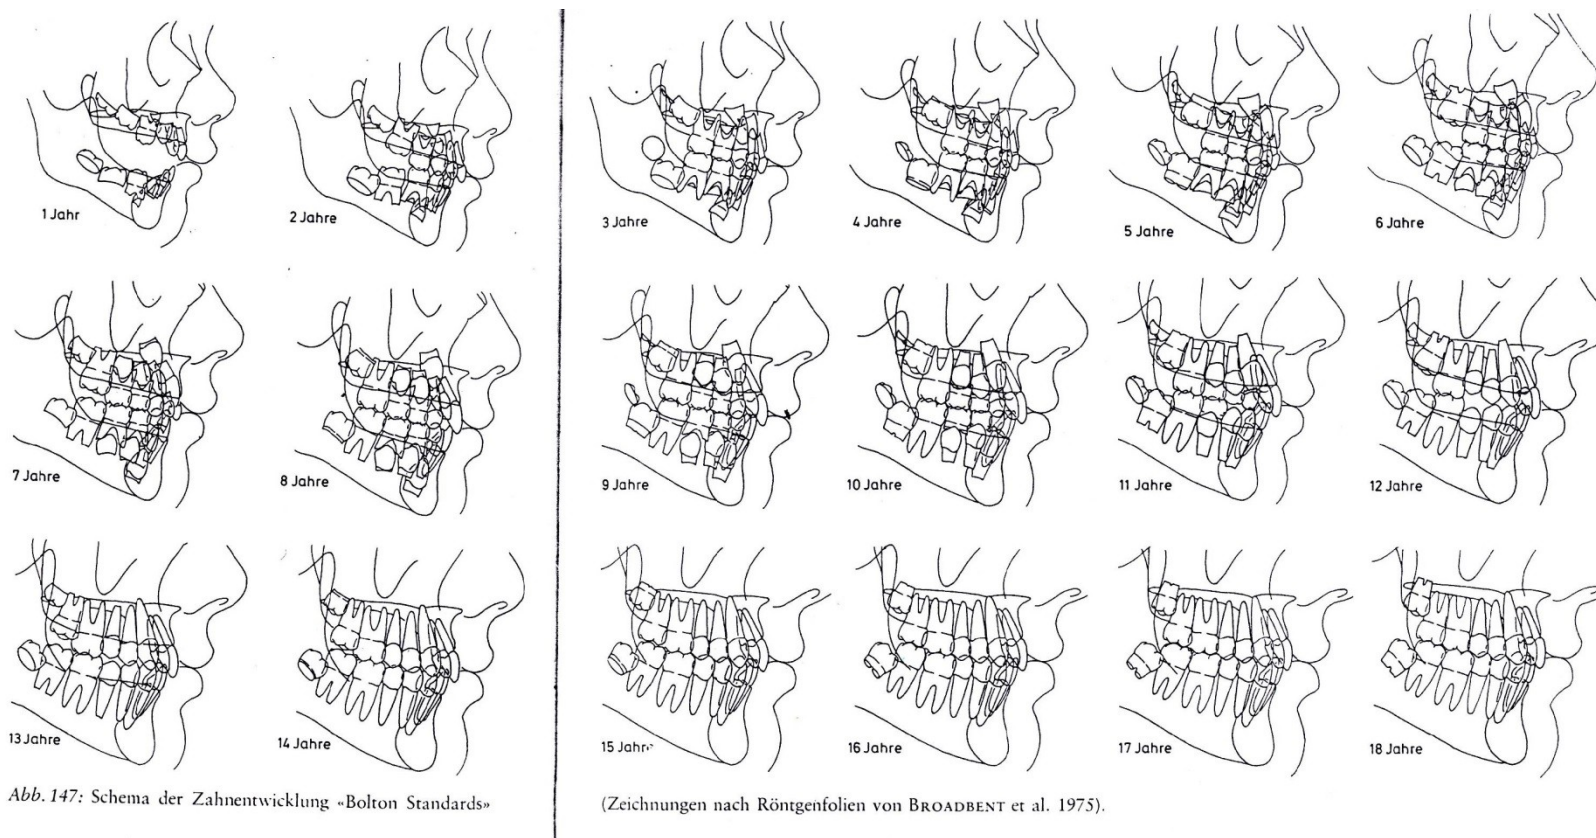 1 Jahr
2 Jahre
3 Jahre
4 Jahre
5 Jahre
6 Jahre
7 Jahre
8 Jahre
9 Jahre
10 Jahre
11 Jahre
12 Jahre
13 Jahre
14 Jahre
15 Jahre
16 Jahre
17 Jahre
18 Jahre
Abb. 147: Schema der Zahnentwicklung «Bolton Standards»
(Zeichnungen nach Röntgenfolien von BROADBENT et al. 1975).